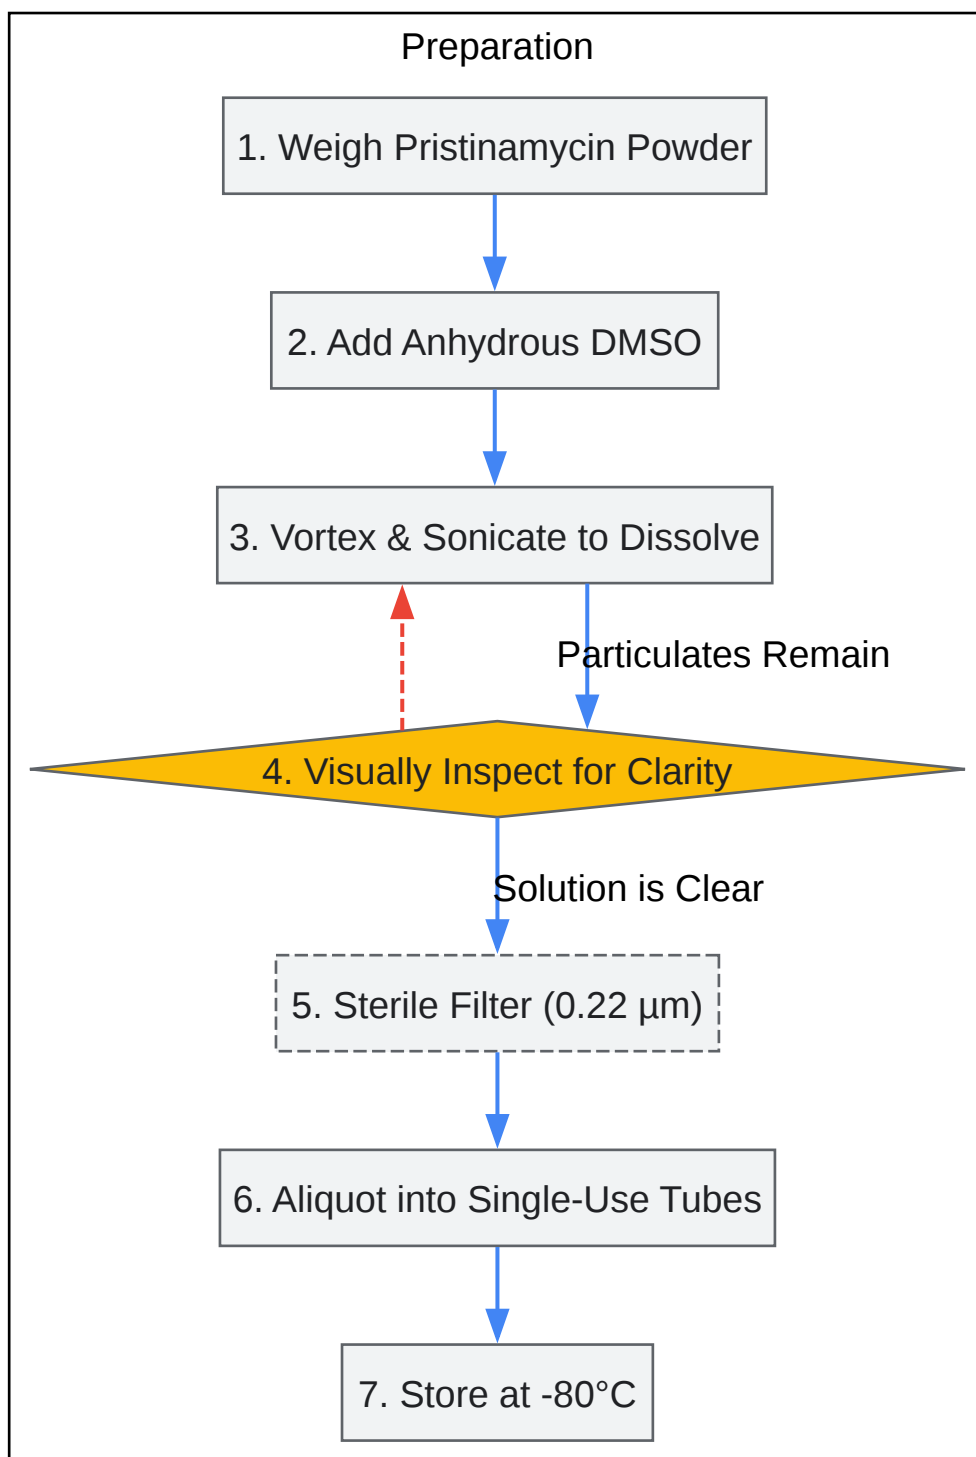 Preparation
1. Weigh Pristinamycin Powder
2. Add Anhydrous DMSO
3. Vortex & Sonicate to Dissolve
Particulates Remain
4. Visually Inspect for Clarity
Solution is Clear
5. Sterile Filter (0.22 µm)
6. Aliquot into Single-Use Tubes
7. Store at -80°C